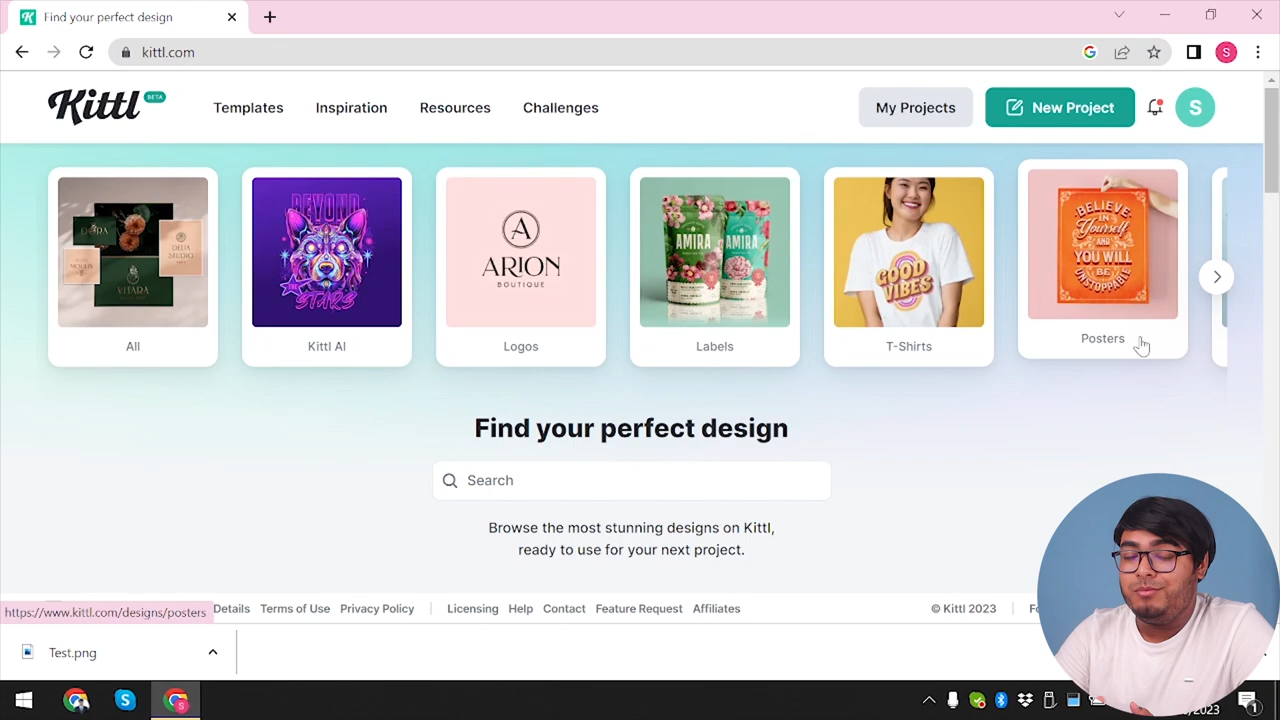 Find your perfect design
kittl.com
S
Kittl BETA
Templates
Inspiration
Resources
Challenges
My Projects
New Project
S
DORA
DELIA
STUDIO
VITARA
BEYOND
STARS
A
ARION
BOUTIQUE
AMIRA
AMIRA
GOOD
VIBES
BELIEVE
IN
Yourself
AND
YOU WILL
BE
UNSTOPPABLE
All
Kittl AI
Logos
Labels
T-Shirts
Posters
Find your perfect design
Search
Browse the most stunning designs on Kittl,
ready to use for your next project.
https://www.kittl.com/designs/posters
Details
Terms of Use
Privacy Policy
Licensing
Help
Contact
Feature Request
Affiliates
© Kittl 2023
Test.png